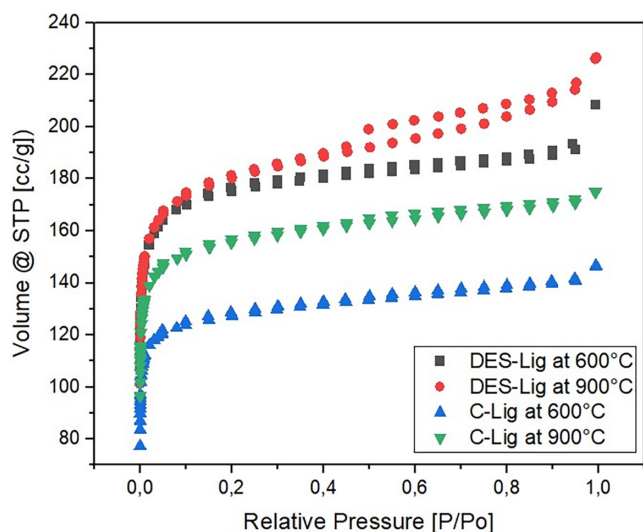 240
220
200
180
160
140
120
100
80
Volume @ STP [cc/g])
DES-Lig at 600°C
DES-Lig at 900°C
C-Lig at 600°C
C-Lig at 900°C
0,0
0,2
0,4
0,6
0,8
1,0
Relative Pressure [P/Po]